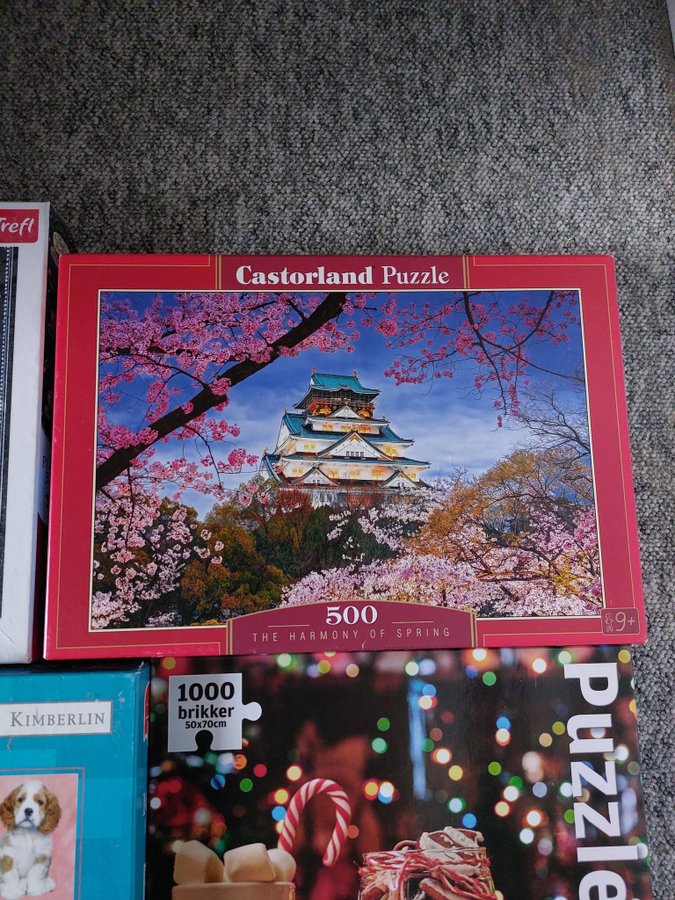 Trefl
Castorland Puzzle
500
THE HARMONY OF SPRING
9+
KIMBERLIN
1000
brikker
50x70cm
Puzzle